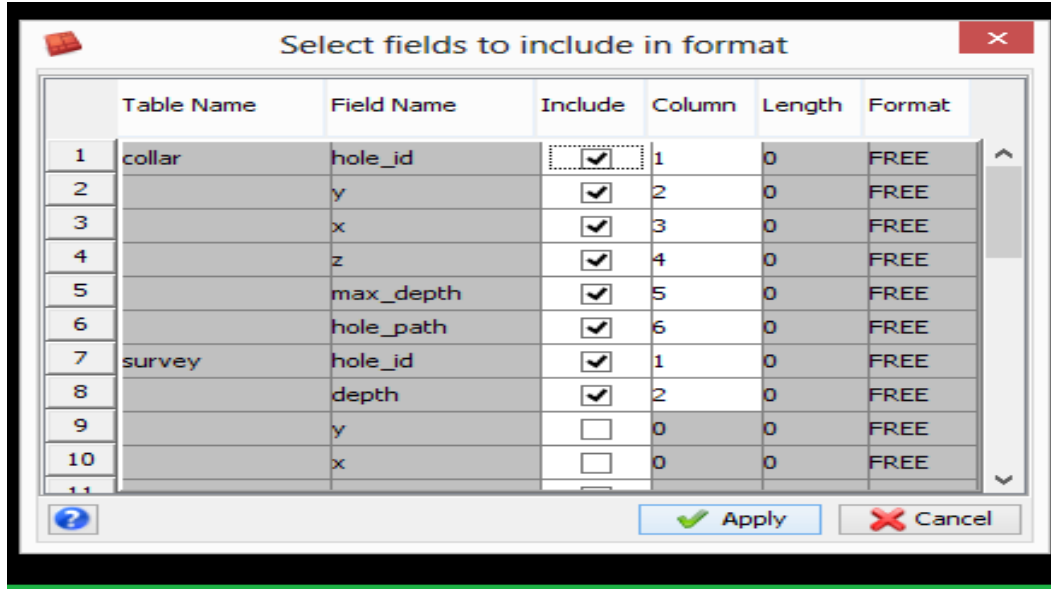 Select fields to include in format
Table Name Field Name Include Column Length Format
1 collar hole_id 1 0 FREE
2 y 2 0 FREE
3 x 3 0 FREE
4 z 4 0 FREE
5 max_depth 5 0 FREE
6 hole_path 6 0 FREE
7 survey hole_id 1 0 FREE
8 depth 2 0 FREE
9 y 0 0 FREE
10 x 0 0 FREE
11
Apply Cancel